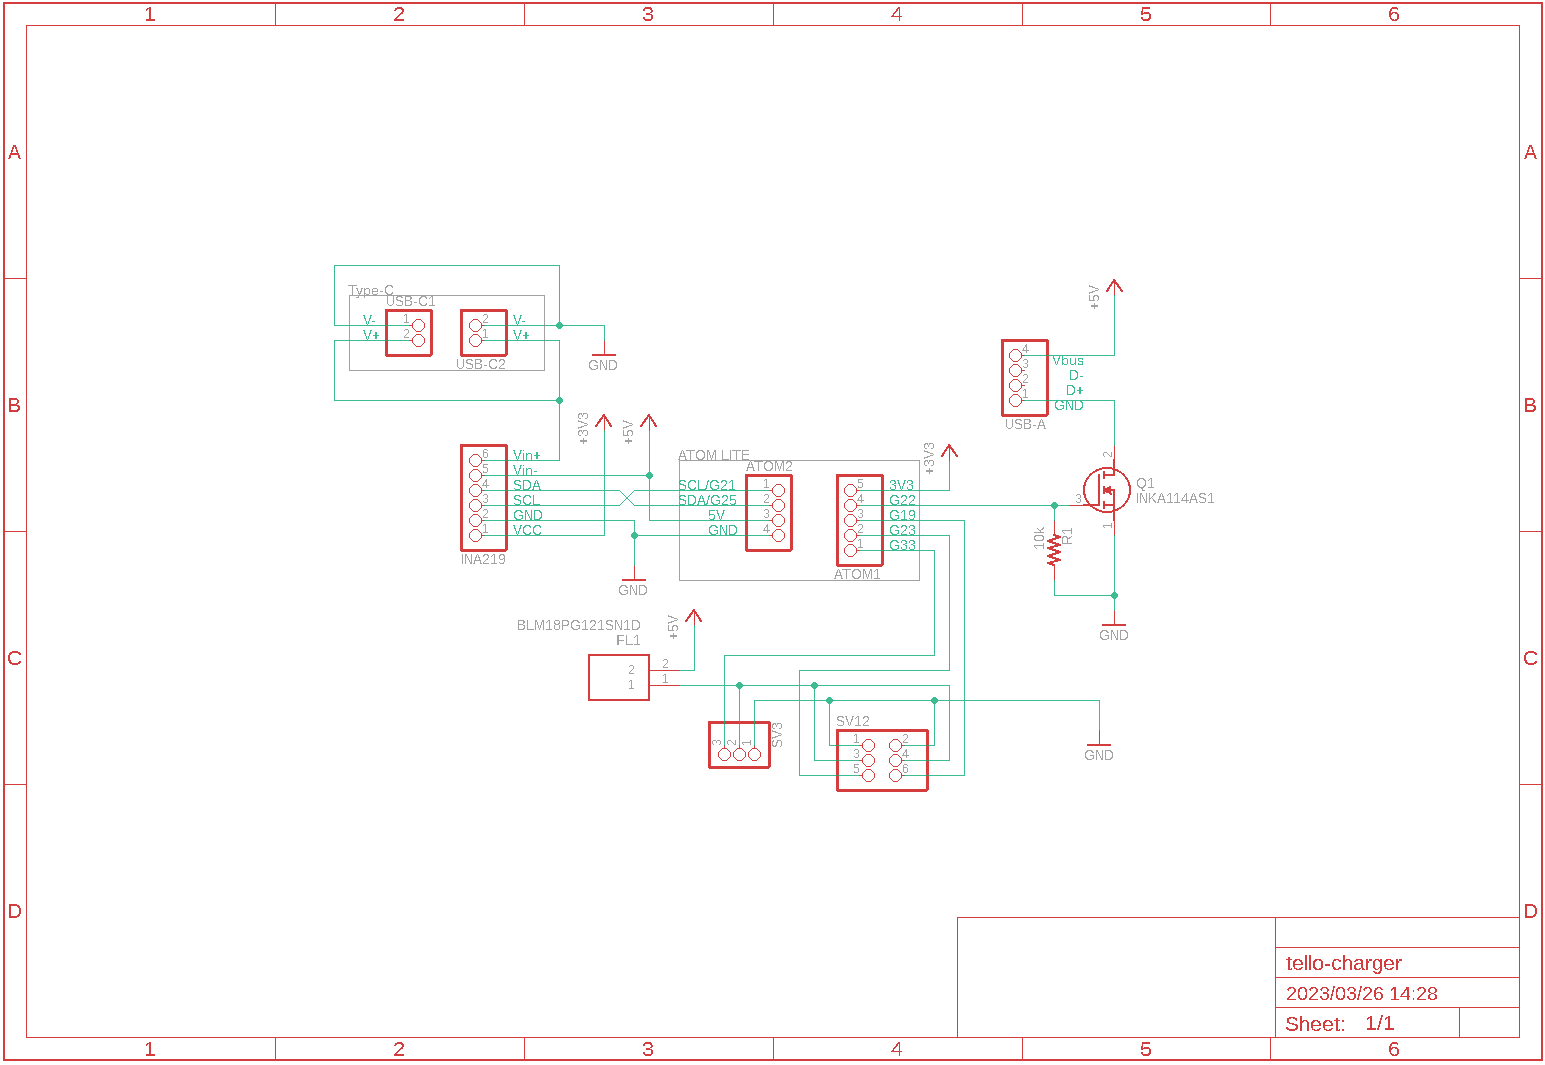 1 2 3 4 5 6
A A
Type-C
USB-C1
1 V- 2 V-
V+ 2 1 V+
USB-C2
GND
+5V
4
Vbus
3
D-
2
D+
1
GND
USB-A
B B
+3V3
+5V
+3V3
6 Vin+
5 Vin-
4 SDA
3 SCL
2 GND
1 VCC
INA219
GND
ATOM LITE
ATOM2
SCL/G21 1
SDA/G25 2
5V 3
GND 4
5 3V3
4 G22
3 G19
2 G23
1 G33
ATOM1
2
Q1
3
INKA114AS1
1
10k
R1
GND
BLM18PG121SN1D
FL1
+5V
2 2
1 1
C C
3 2 1
SV3
SV12
1 2
3 4
5 6
GND
D D
tello-charger
2023/03/26 14:28
Sheet: 1/1
1 2 3 4 5 6